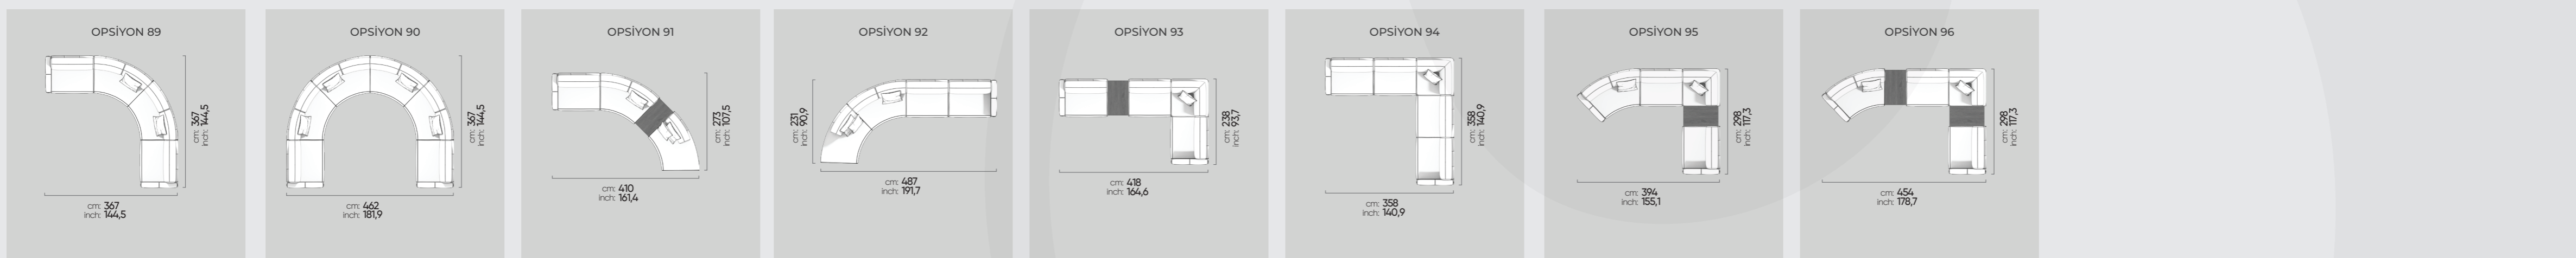 OPSİYON 89
cm: 367
inch: 144,5
cm: 367
inch: 144,5
OPSİYON 90
cm: 367
inch: 144,5
cm: 462
inch: 181,9
OPSİYON 91
cm: 273
inch: 107,5
cm: 410
inch: 161,4
OPSİYON 92
cm: 231
inch: 90,9
cm: 487
inch: 191,7
OPSİYON 93
cm: 238
inch: 93,7
cm: 418
inch: 164,6
OPSİYON 94
cm: 358
inch: 140,9
cm: 358
inch: 140,9
OPSİYON 95
cm: 298
inch: 117,3
cm: 394
inch: 155,1
OPSİYON 96
cm: 298
inch: 117,3
cm: 454
inch: 178,7